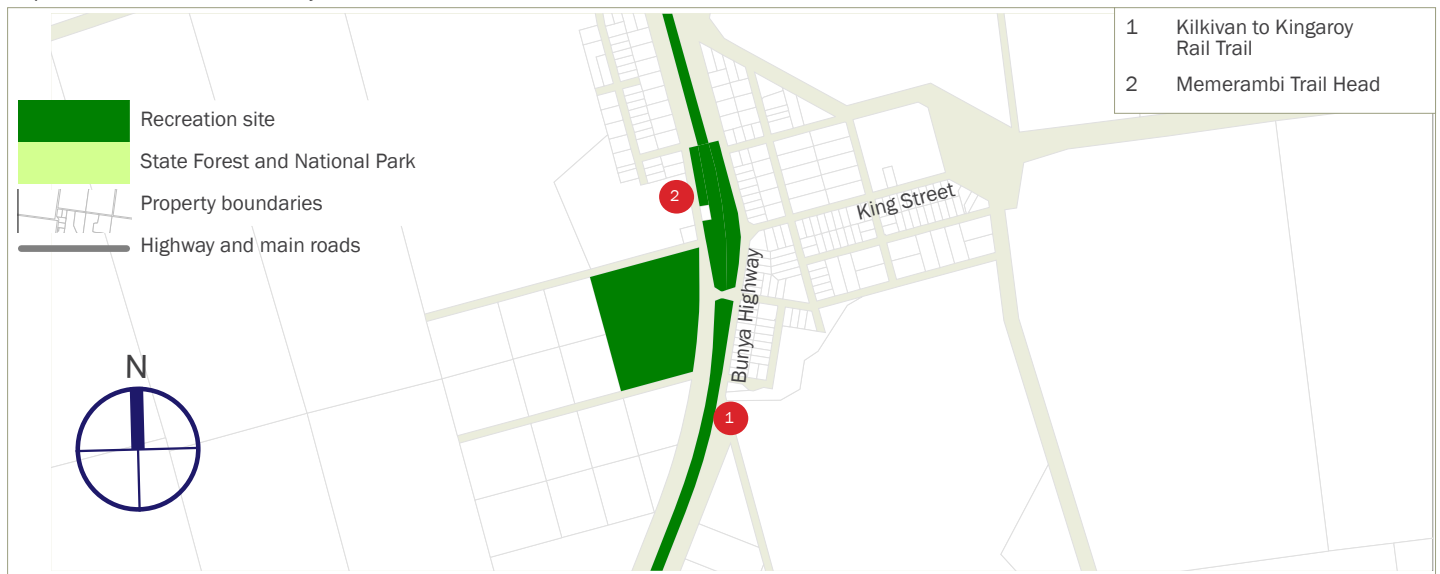 1 Kilkivan to Kingaroy
Rail Trail
2 Memerambi Trail Head
Recreation site
State Forest and National Park
Property boundaries
Highway and main roads
N
2
King Street
Bunya Highway
1